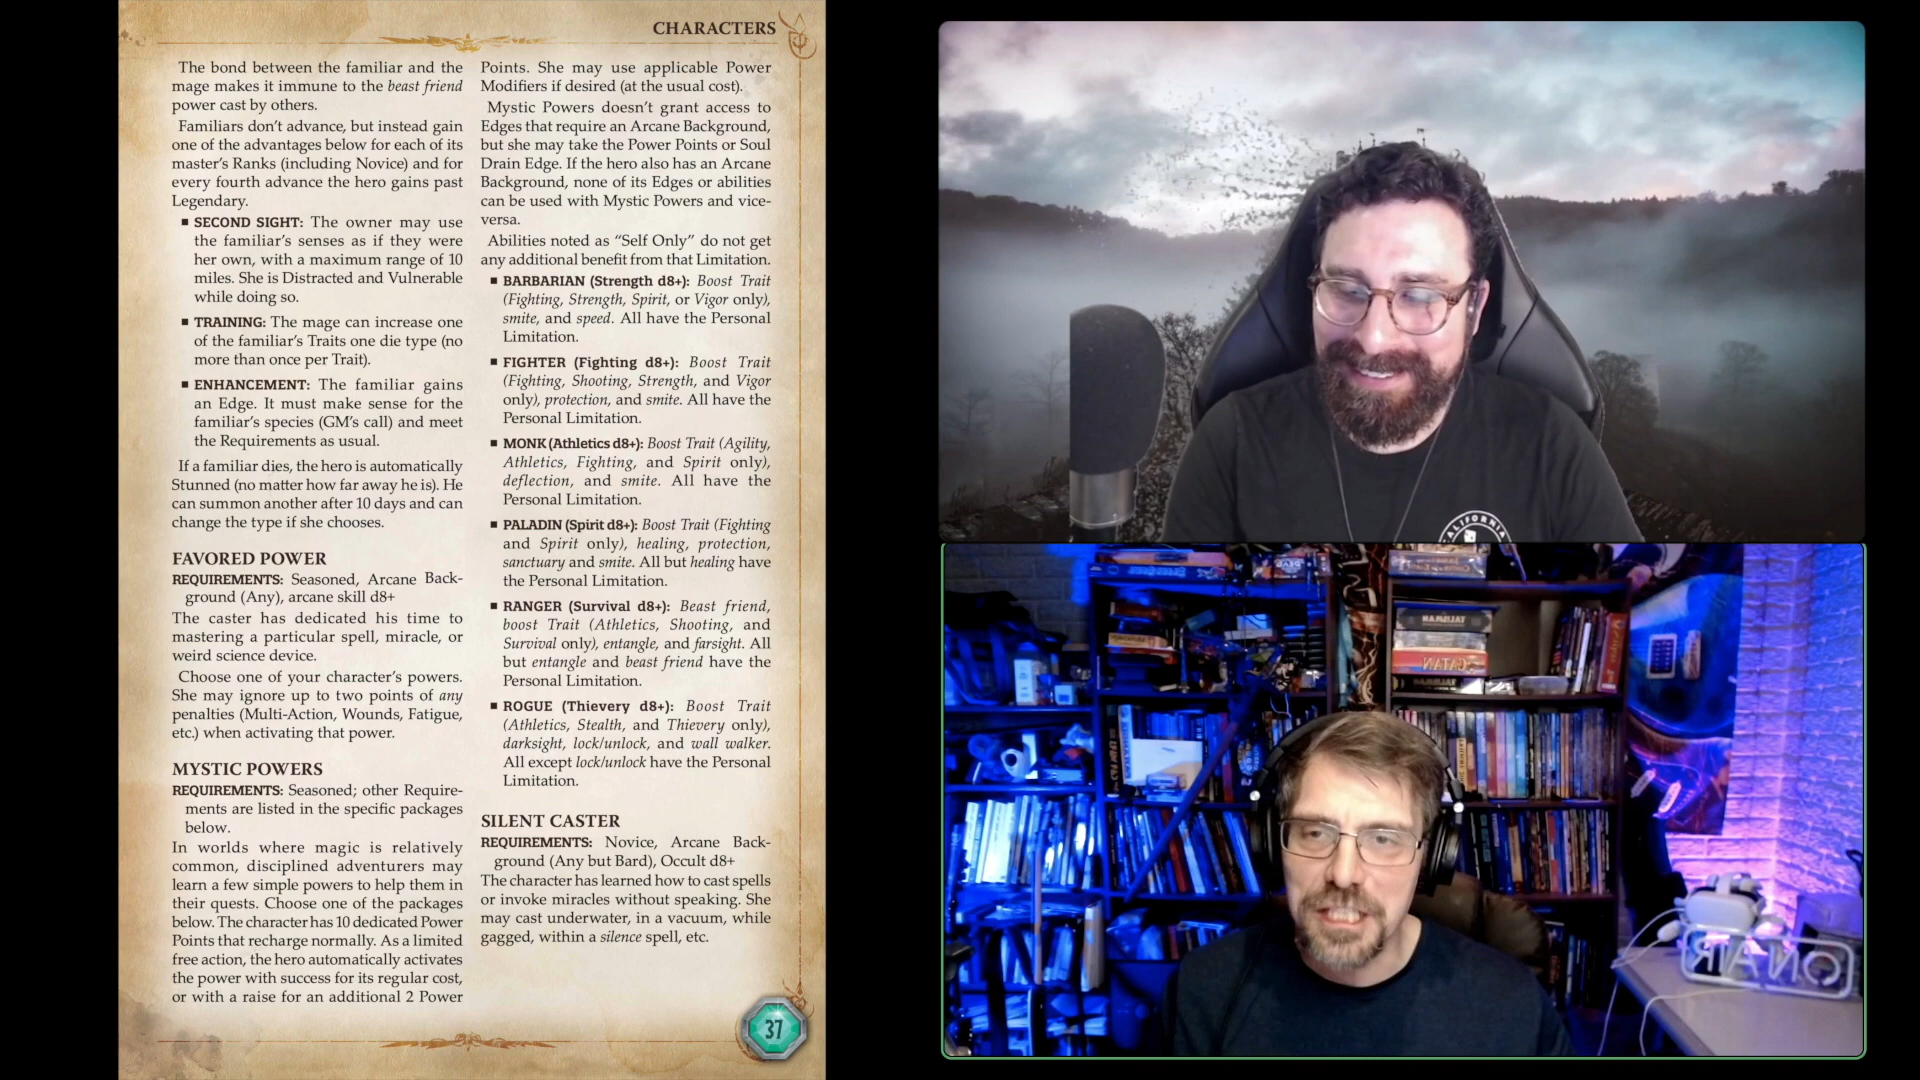 CHARACTERS
The bond between the familiar and the
mage makes it immune to the beast friend
power cast by others.
Familiars don't advance, but instead gain
one of the advantages below for each of its
master's Ranks (including Novice) and for
every fourth advance the hero gains past
Legendary.
▪ SECOND SIGHT: The owner may use
the familiar's senses as if they were
her own, with a maximum range of 10
miles. She is Distracted and Vulnerable
while doing so.
▪ TRAINING: The mage can increase one
of the familiar's Traits one die type (no
more than once per Trait).
▪ ENHANCEMENT: The familiar gains
an Edge. It must make sense for the
familiar's species (GM's call) and meet
the Requirements as usual.
If a familiar dies, the hero is automatically
Stunned (no matter how far away he is). He
can summon another after 10 days and can
change the type if she chooses.
FAVORED POWER
REQUIREMENTS: Seasoned, Arcane Back-
ground (Any), arcane skill d8+
The caster has dedicated his time to
mastering a particular spell, miracle, or
weird science device.
Choose one of your character's powers.
She may ignore up to two points of any
penalties (Multi-Action, Wounds, Fatigue,
etc.) when activating that power.
MYSTIC POWERS
REQUIREMENTS: Seasoned; other Require-
ments are listed in the specific packages
below.
In worlds where magic is relatively
common, disciplined adventurers may
learn a few simple powers to help them in
their quests. Choose one of the packages
below. The character has 10 dedicated Power
Points that recharge normally. As a limited
free action, the hero automatically activates
the power with success for its regular cost,
or with a raise for an additional 2 Power
Points. She may use applicable Power
Modifiers if desired (at the usual cost).
Mystic Powers doesn't grant access to
Edges that require an Arcane Background,
but she may take the Power Points or Soul
Drain Edge. If the hero also has an Arcane
Background, none of its Edges or abilities
can be used with Mystic Powers and vice-
versa.
Abilities noted as “Self Only” do not get
any additional benefit from that Limitation.
▪ BARBARIAN (Strength d8+): Boost Trait
(Fighting, Strength, Spirit, or Vigor only),
smite, and speed. All have the Personal
Limitation.
▪ FIGHTER (Fighting d8+): Boost Trait
(Fighting, Shooting, Strength, and Vigor
only), protection, and smite. All have the
Personal Limitation.
▪ MONK (Athletics d8+): Boost Trait (Agility,
Athletics, Fighting, and Spirit only),
deflection, and smite. All have the
Personal Limitation.
▪ PALADIN (Spirit d8+): Boost Trait (Fighting
and Spirit only), healing, protection,
sanctuary and smite. All but healing have
the Personal Limitation.
▪ RANGER (Survival d8+): Beast friend,
boost Trait (Athletics, Shooting, and
Survival only), entangle, and farsight. All
but entangle and beast friend have the
Personal Limitation.
▪ ROGUE (Thievery d8+): Boost Trait
(Athletics, Stealth, and Thievery only),
darksight, lock/unlock, and wall walker.
All except lock/unlock have the Personal
Limitation.
SILENT CASTER
REQUIREMENTS: Novice, Arcane Back-
ground (Any but Bard), Occult d8+
The character has learned how to cast spells
or invoke miracles without speaking. She
may cast underwater, in a vacuum, while
gagged, within a silence spell, etc.
37
CALIFORNIA
TALISMAN
CATAN
ON AIR